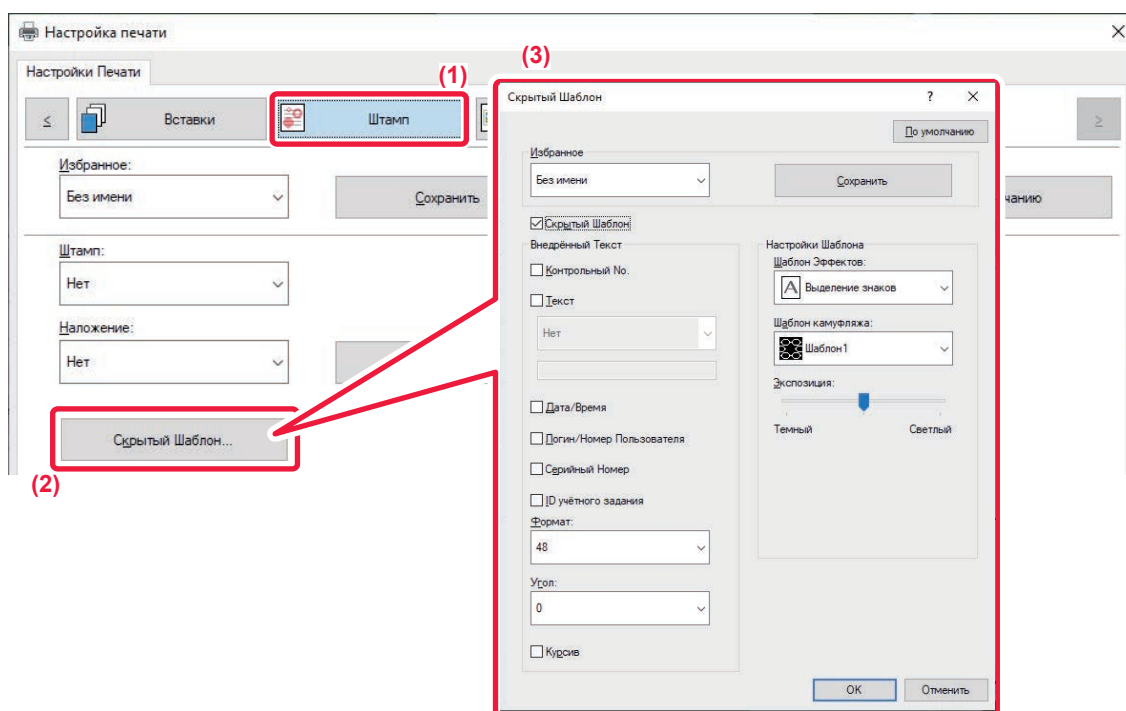 Настройка печати
Настройки Печати
(1)
≤
Вставки
Штамп
≥
Избранное:
Без имени
Сохранить
чанию
Штамп:
Нет
Наложение:
Нет
Скрытый Шаблон...
(2)
(3)
Скрытый Шаблон
?
По умолчанию
Избранное
Без имени
Сохранить
Скрытый Шаблон
Внедрённый Текст
Контрольный No.
Текст
Нет
Дата/Время
Логин/Номер Пользователя
Серийный Номер
ID учётного задания
Формат:
48
Угол:
0
Курсив
Настройки Шаблона
Шаблон Эффектов:
A Выделение знаков
Шаблон камуфляжа:
Шаблон1
Экспозиция:
Темный Светлый
OK Отменить